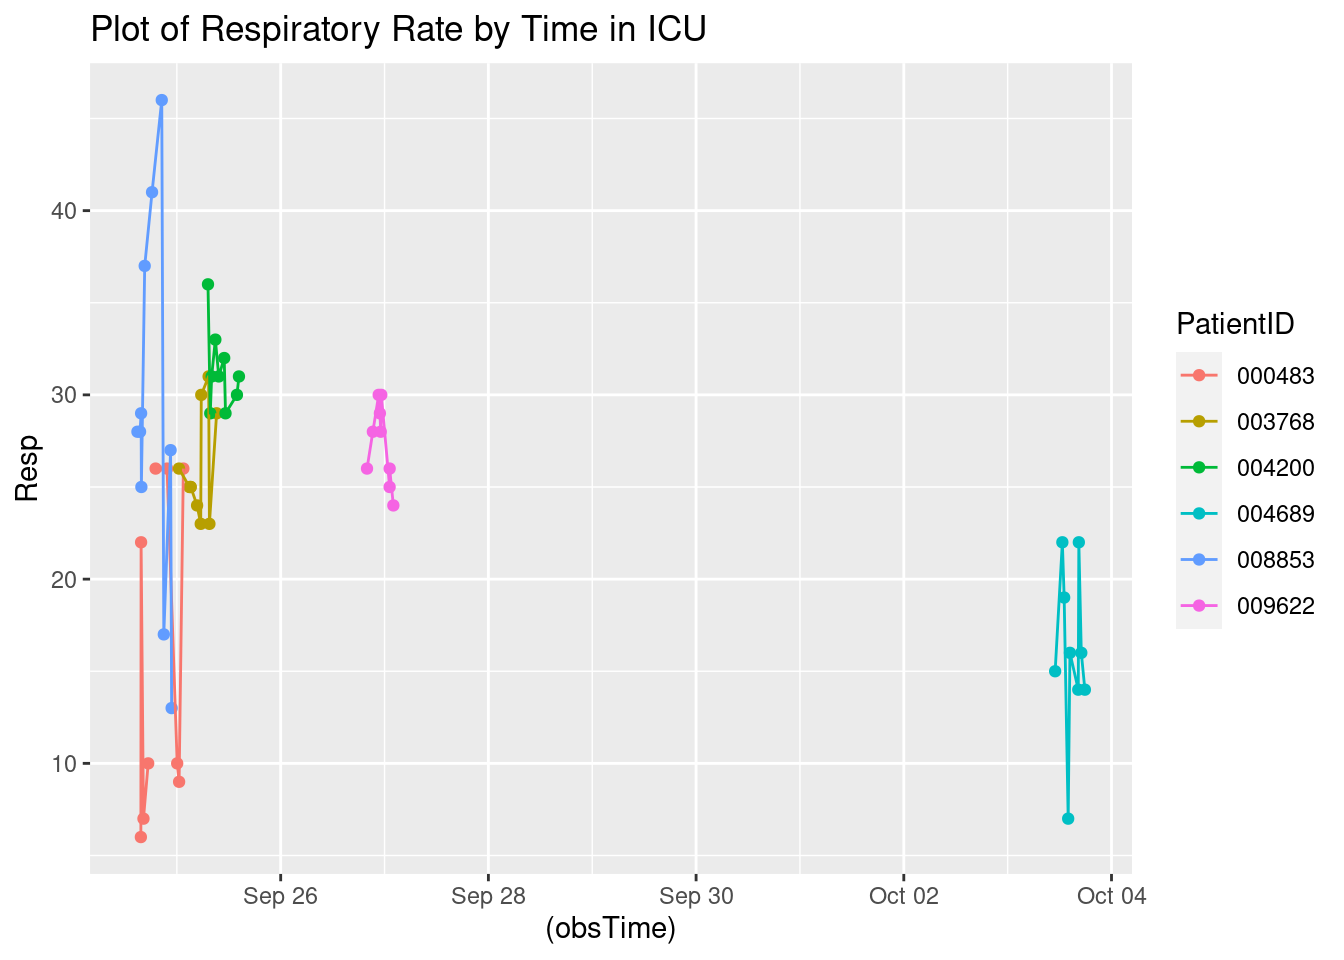 Plot of Respiratory Rate by Time in ICU
Resp
40
30
20
10
Sep 26
Sep 28
Sep 30
Oct 02
Oct 04
(obsTime)
PatientID
000483
003768
004200
004689
008853
009622